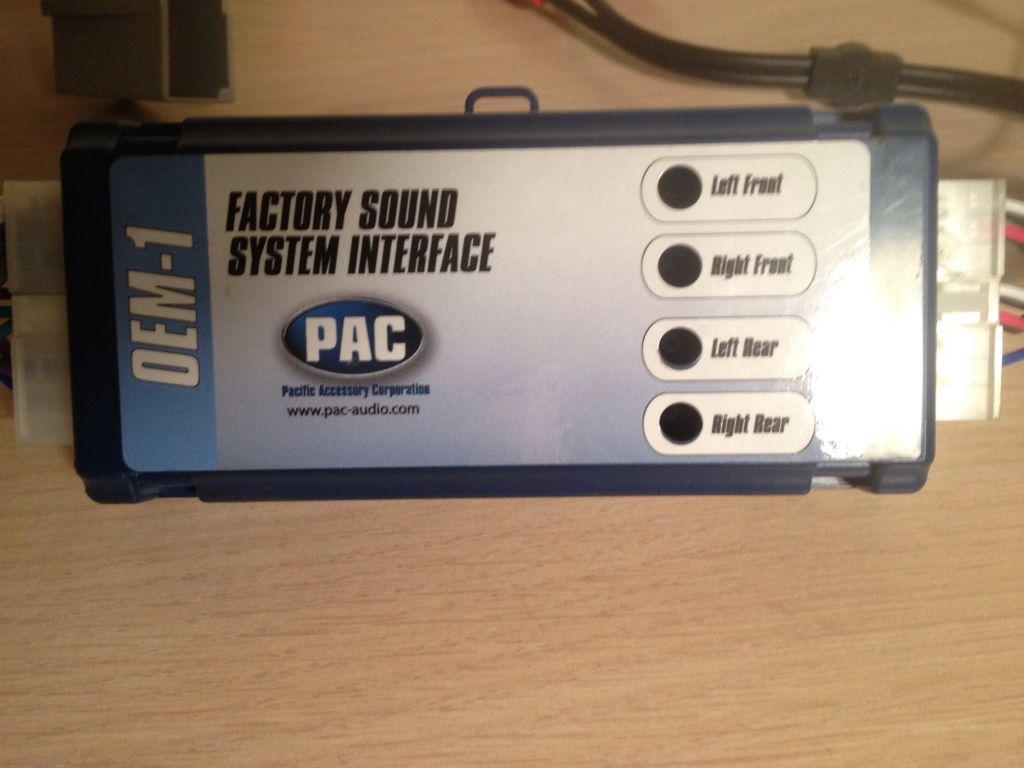 OEM-1
FACTORY SOUND
SYSTEM INTERFACE
PAC
Pacific Accessory Corporation
www.pac-audio.com
Left Front
Right Front
Left Rear
Right Rear